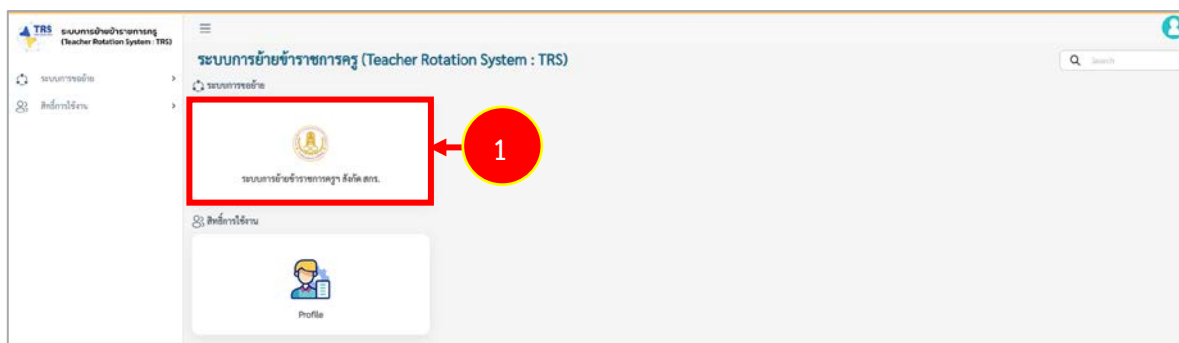 TRS ระบบการย้ายข้าราชการครู
(Teacher Rotation System : TRS)
ระบบการขอย้าย
สิทธิ์การใช้งาน
ระบบการย้ายข้าราชการครู (Teacher Rotation System : TRS)
Search
ระบบการขอย้าย
1
ระบบการย้ายข้าราชการครูฯ สังกัด สกร.
สิทธิ์การใช้งาน
Profile